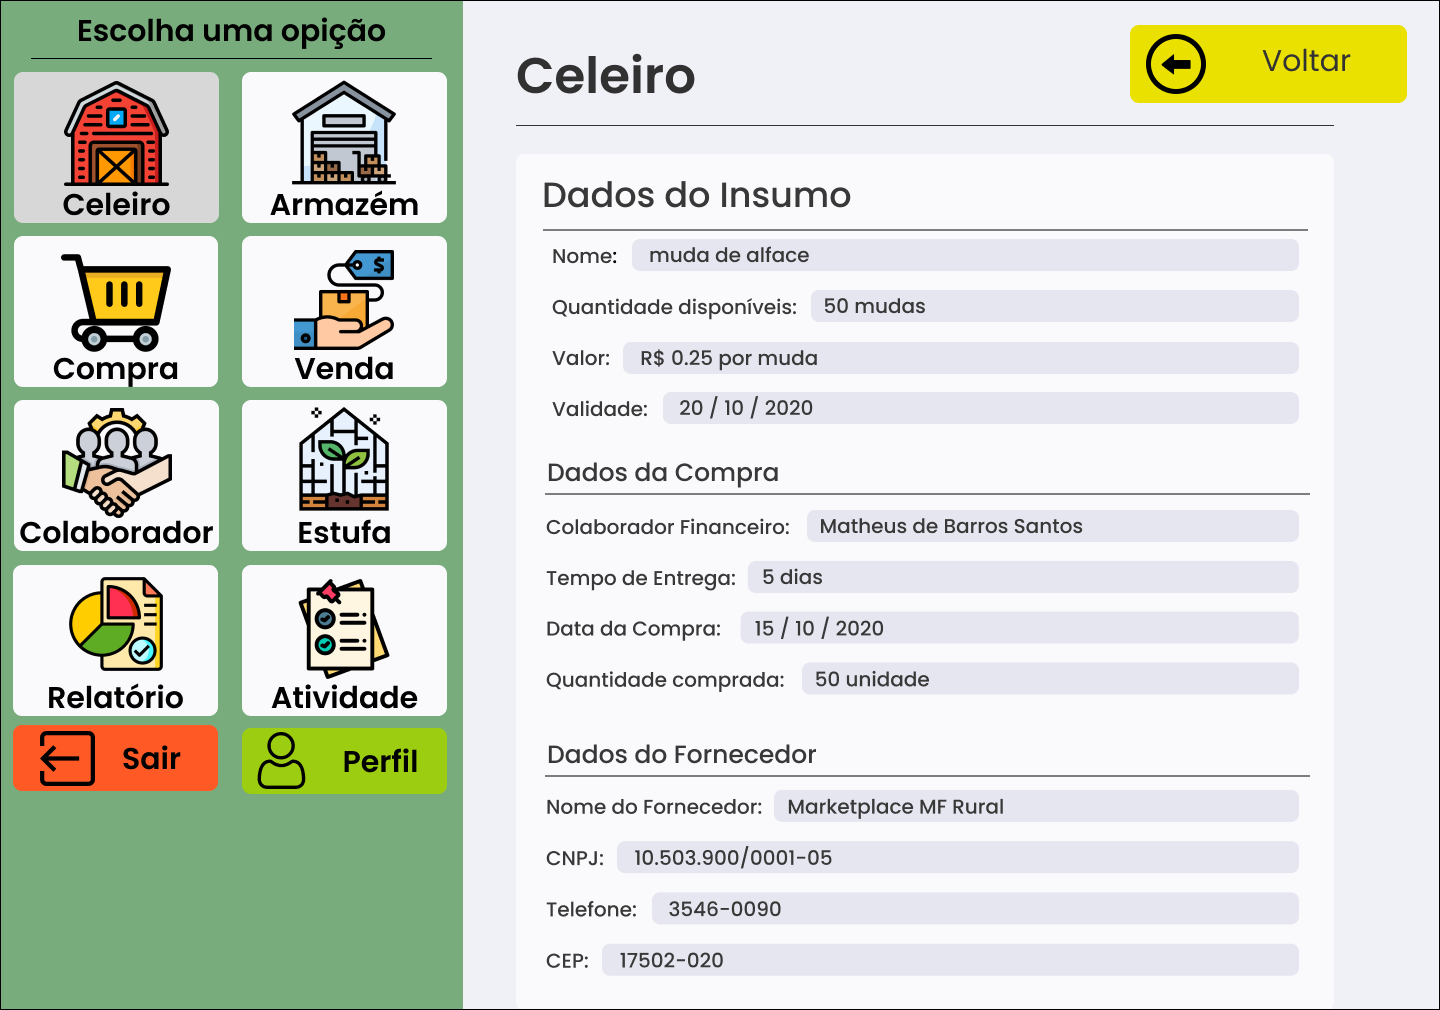 Escolha uma opição
Celeiro
Armazém
Compra
Venda
Colaborador
Estufa
Relatório
Atividade
Sair
Perfil
Celeiro
Voltar
Dados do Insumo
Nome: muda de alface
Quantidade disponíveis: 50 mudas
Valor: R$ 0.25 por muda
Validade: 20 / 10 / 2020
Dados da Compra
Colaborador Financeiro: Matheus de Barros Santos
Tempo de Entrega: 5 dias
Data da Compra: 15 / 10 / 2020
Quantidade comprada: 50 unidade
Dados do Fornecedor
Nome do Fornecedor: Marketplace MF Rural
CNPJ: 10.503.900/0001-05
Telefone: 3546-0090
CEP: 17502-020